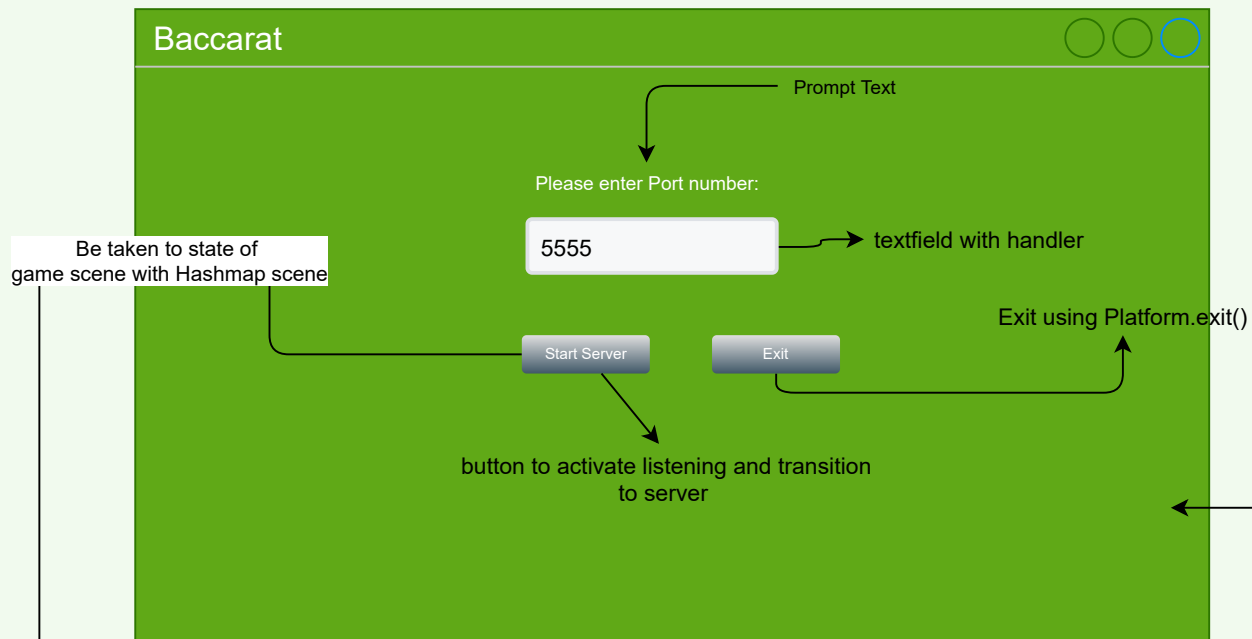 Baccarat
Prompt Text
Please enter Port number:
5555
textfield with handler
Be taken to state of
game scene with Hashmap scene
Exit using Platform.exit()
Start Server
Exit
button to activate listening and transition
to server